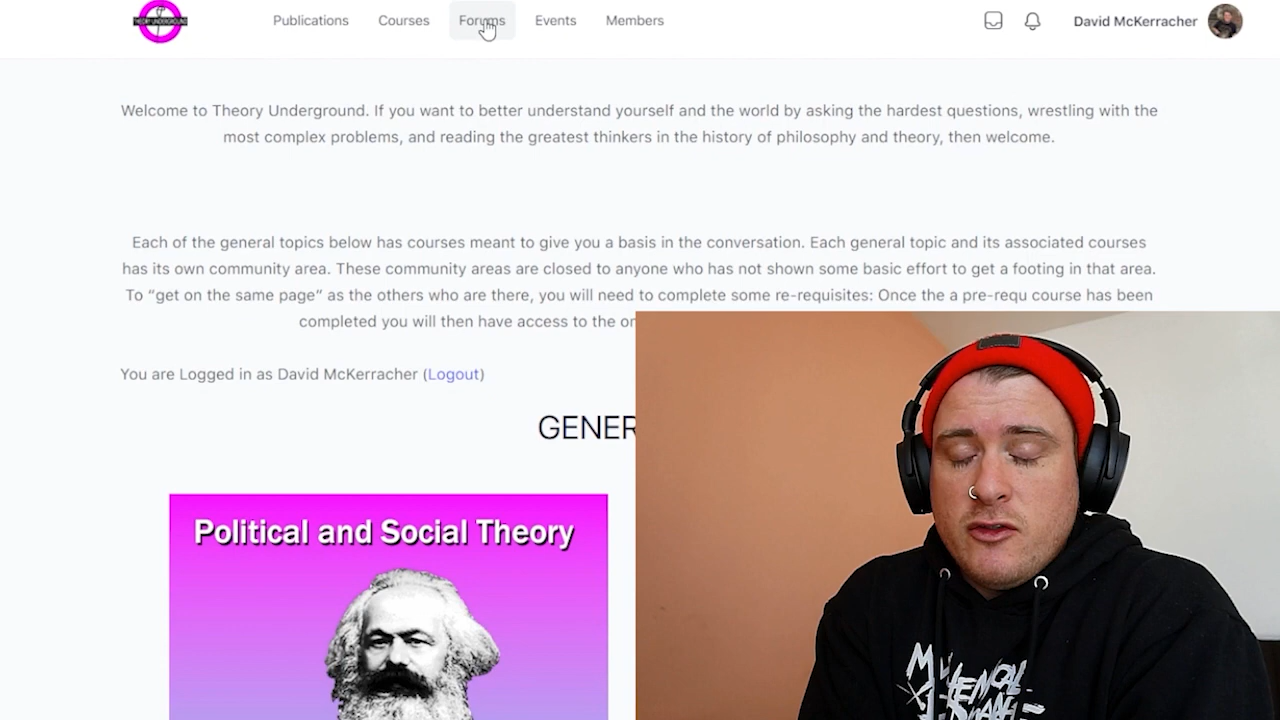 THEORY UNDERGROUND
Publications Courses Forums Events Members
David McKerracher
Welcome to Theory Underground. If you want to better understand yourself and the world by asking the hardest questions, wrestling with the
most complex problems, and reading the greatest thinkers in the history of philosophy and theory, then welcome.
Each of the general topics below has courses meant to give you a basis in the conversation. Each general topic and its associated courses
has its own community area. These community areas are closed to anyone who has not shown some basic effort to get a footing in that area.
To “get on the same page” as the others who are there, you will need to complete some re-requisites: Once the a pre-requ course has been
completed you will then have access to the
You are Logged in as David McKerracher (Logout)
GENER
Political and Social Theory